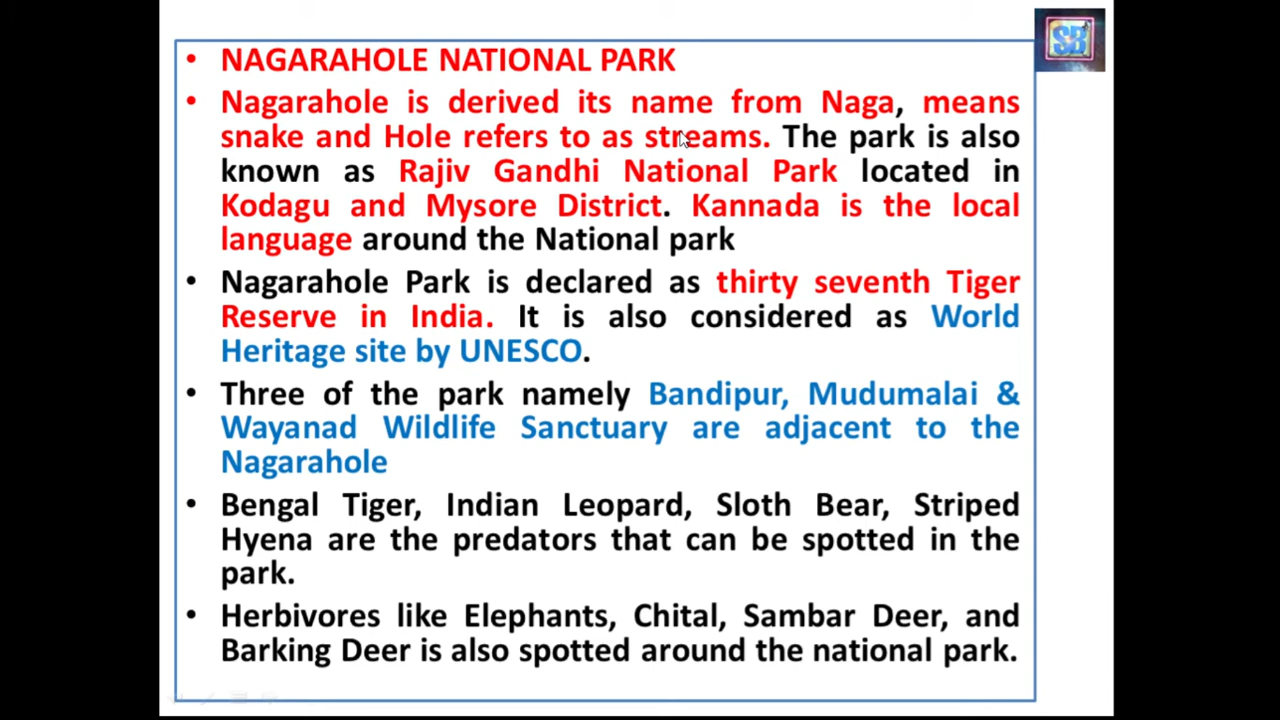 SB
• NAGARAHOLE NATIONAL PARK
• Nagarahole is derived its name from Naga, means
snake and Hole refers to as streams. The park is also
known as Rajiv Gandhi National Park located in
Kodagu and Mysore District. Kannada is the local
language around the National park
• Nagarahole Park is declared as thirty seventh Tiger
Reserve in India. It is also considered as World
Heritage site by UNESCO.
• Three of the park namely Bandipur, Mudumalai &
Wayanad Wildlife Sanctuary are adjacent to the
Nagarahole
• Bengal Tiger, Indian Leopard, Sloth Bear, Striped
Hyena are the predators that can be spotted in the
park.
• Herbivores like Elephants, Chital, Sambar Deer, and
Barking Deer is also spotted around the national park.